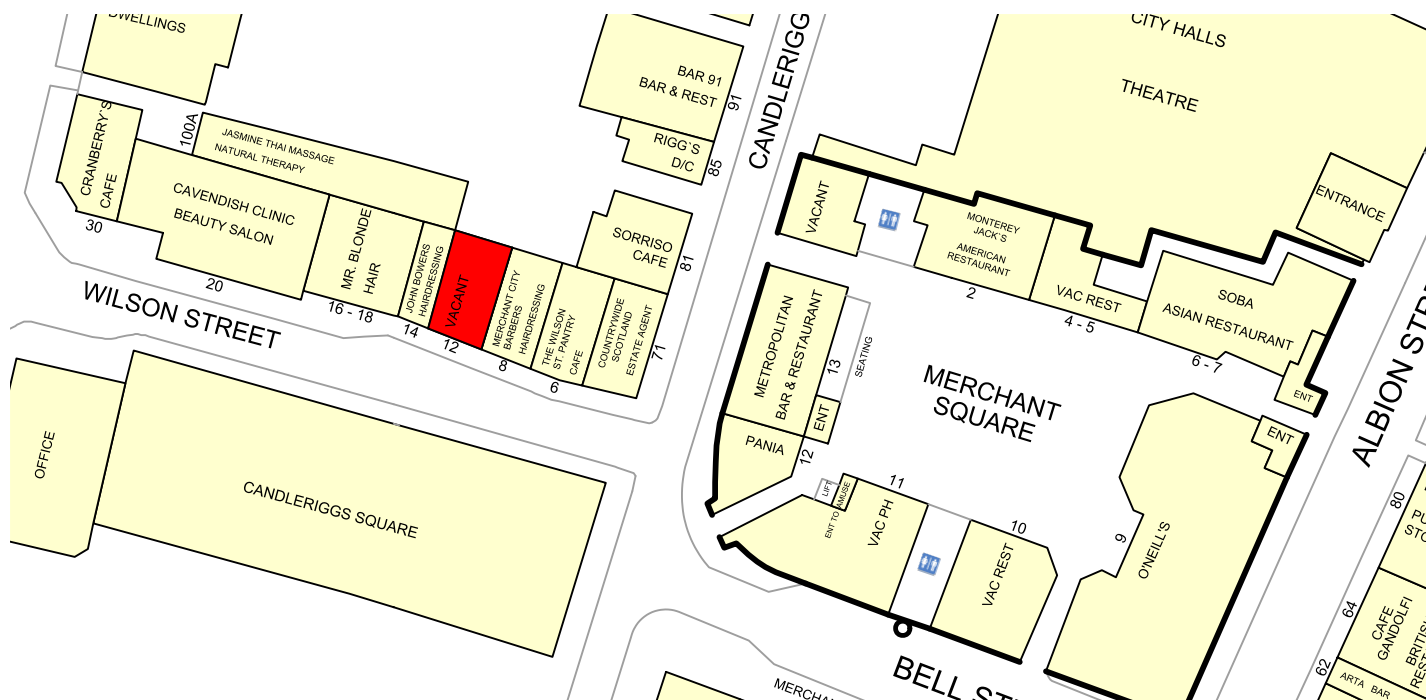 DWELLINGS
CRANBERRY`S
CAFE
30
100A
JASMINE THAI MASSAGE
NATURAL THERAPY
CAVENDISH CLINIC
BEAUTY SALON
20
MR. BLONDE
HAIR
16 - 18
JOHN BOWERS
HAIRDRESSING
14
VACANT
12
MERCHANT CITY
BARBERS
HAIRDRESSING
8
THE WILSON
ST. PANTRY
CAFE
6
COUNTRYWIDE
SCOTLAND
ESTATE AGENT
71
SORRISO
CAFE
81
RIGG`S
D/C
85
BAR 91
BAR & REST
91
WILSON STREET
OFFICE
CANDLERIGGS SQUARE
CANDLERIGG
CITY HALLS
THEATRE
ENTRANCE
VACANT
MONTEREY
JACK`S
AMERICAN
RESTAURANT
2
VAC REST
4 - 5
SOBA
ASIAN RESTAURANT
6 - 7
ENT
METROPOLITAN
BAR & RESTAURANT
13
SEATING
ENT
PANIA
12
MERCHANT
SQUARE
LIFT
ENT TO AMUSE
11
VAC PH
10
VAC REST
9
O'NEILL'S
ENT
ALBION STR
80
64
CAFE
GANDOLFI
62
ARTA BAR
BELL ST